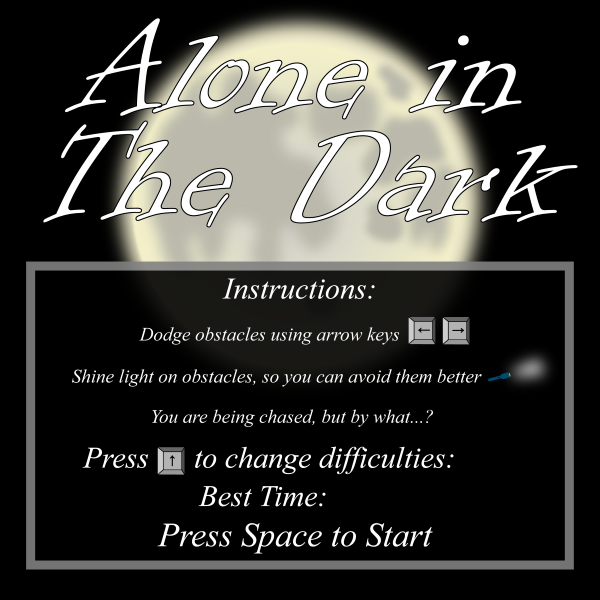 Alone in
The Dark
Instructions:
Dodge obstacles using arrow keys ← →
Shine light on obstacles, so you can avoid them better
You are being chased, but by what...?
Press ↑ to change difficulties:
Best Time:
Press Space to Start